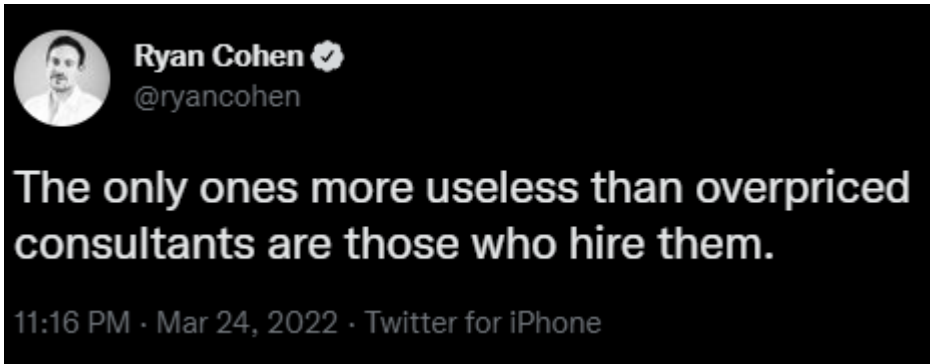 Ryan Cohen
@ryancohen
The only ones more useless than overpriced
consultants are those who hire them.
11:16 PM · Mar 24, 2022 · Twitter for iPhone